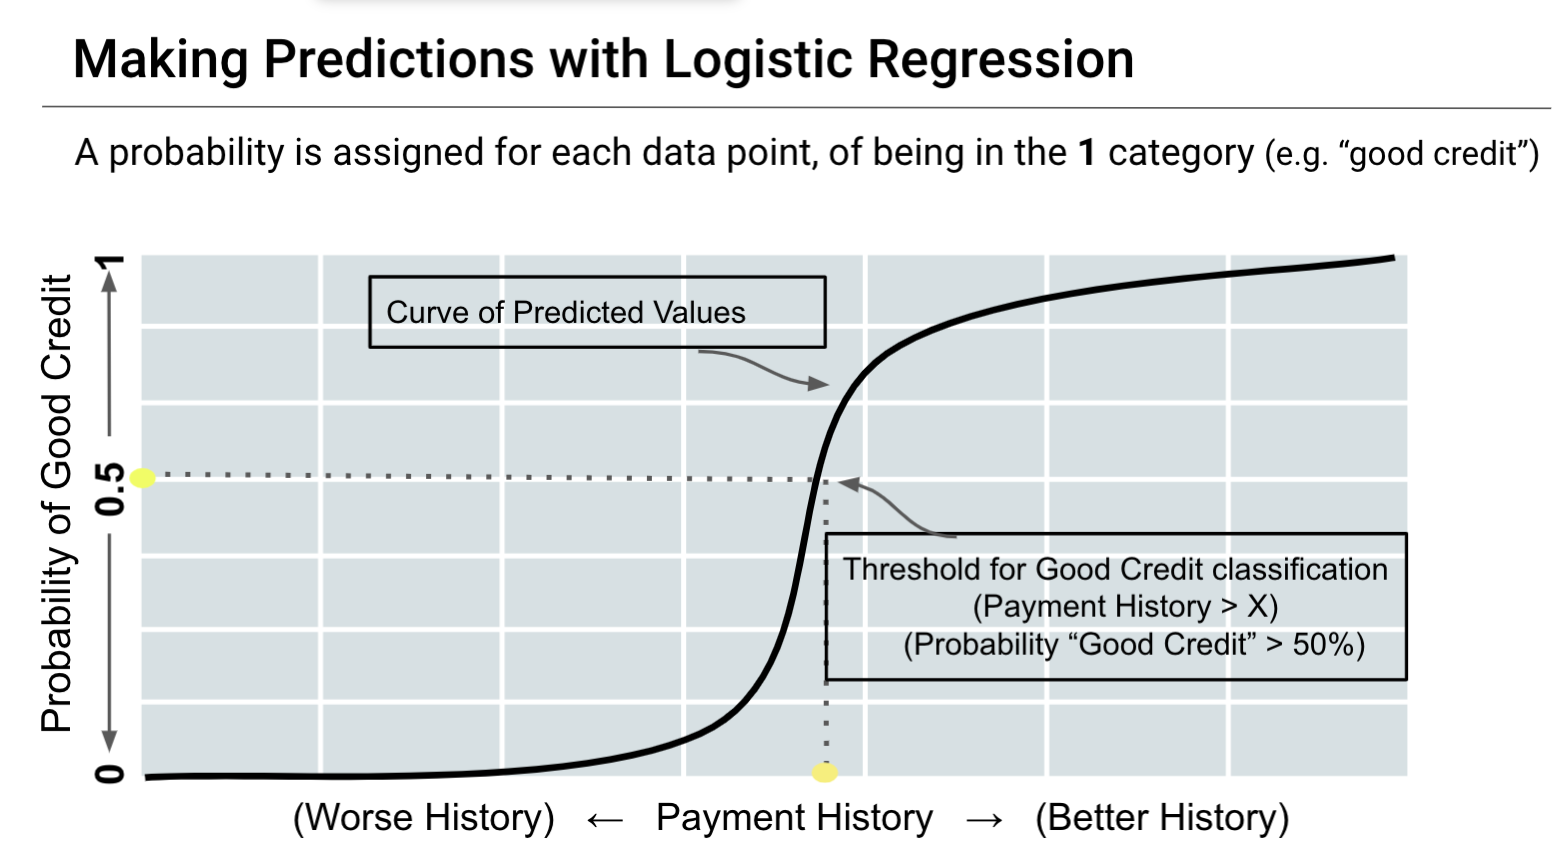 Making Predictions with Logistic Regression
A probability is assigned for each data point, of being in the 1 category (e.g. “good credit”)
Probability of Good Credit
1
0.5
0
Curve of Predicted Values
Threshold for Good Credit classification
(Payment History > X)
(Probability “Good Credit” > 50%)
(Worse History) ← Payment History → (Better History)